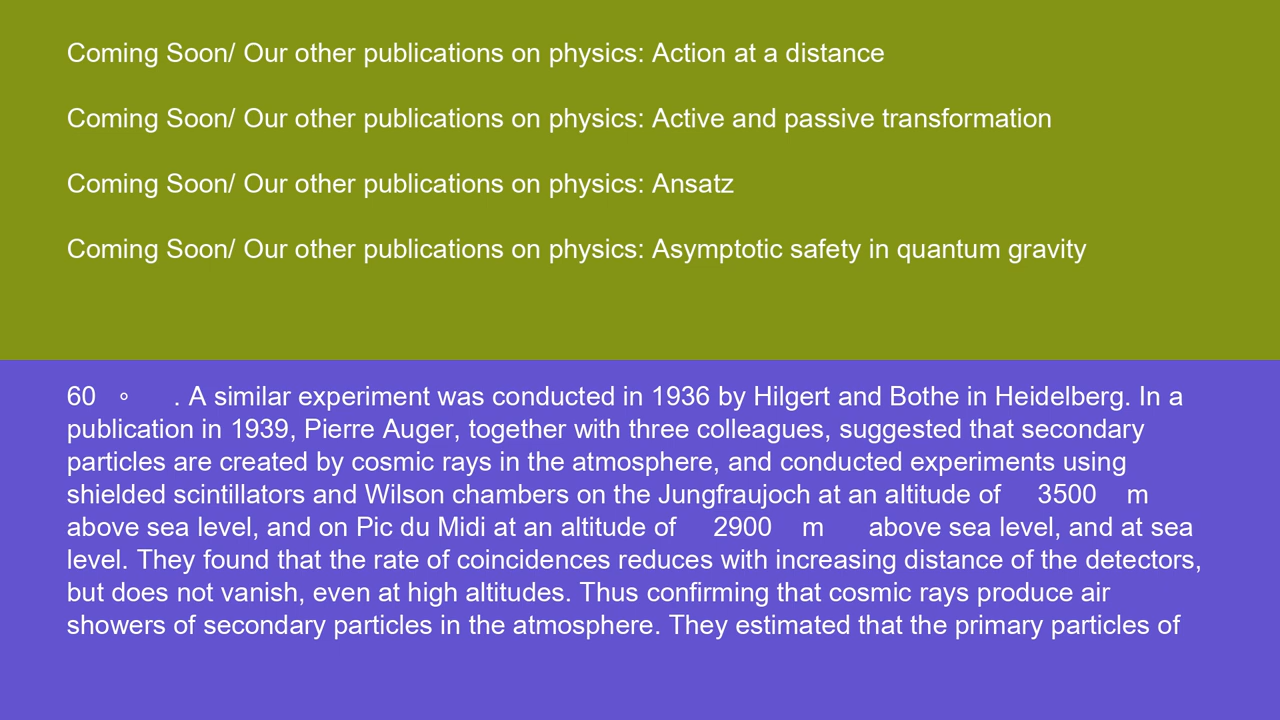 Coming Soon/ Our other publications on physics: Action at a distance
Coming Soon/ Our other publications on physics: Active and passive transformation
Coming Soon/ Our other publications on physics: Ansatz
Coming Soon/ Our other publications on physics: Asymptotic safety in quantum gravity
60 ∘ . A similar experiment was conducted in 1936 by Hilgert and Bothe in Heidelberg. In a
publication in 1939, Pierre Auger, together with three colleagues, suggested that secondary
particles are created by cosmic rays in the atmosphere, and conducted experiments using
shielded scintillators and Wilson chambers on the Jungfraujoch at an altitude of 3500 m
above sea level, and on Pic du Midi at an altitude of 2900 m above sea level, and at sea
level. They found that the rate of coincidences reduces with increasing distance of the detectors,
but does not vanish, even at high altitudes. Thus confirming that cosmic rays produce air
showers of secondary particles in the atmosphere. They estimated that the primary particles of